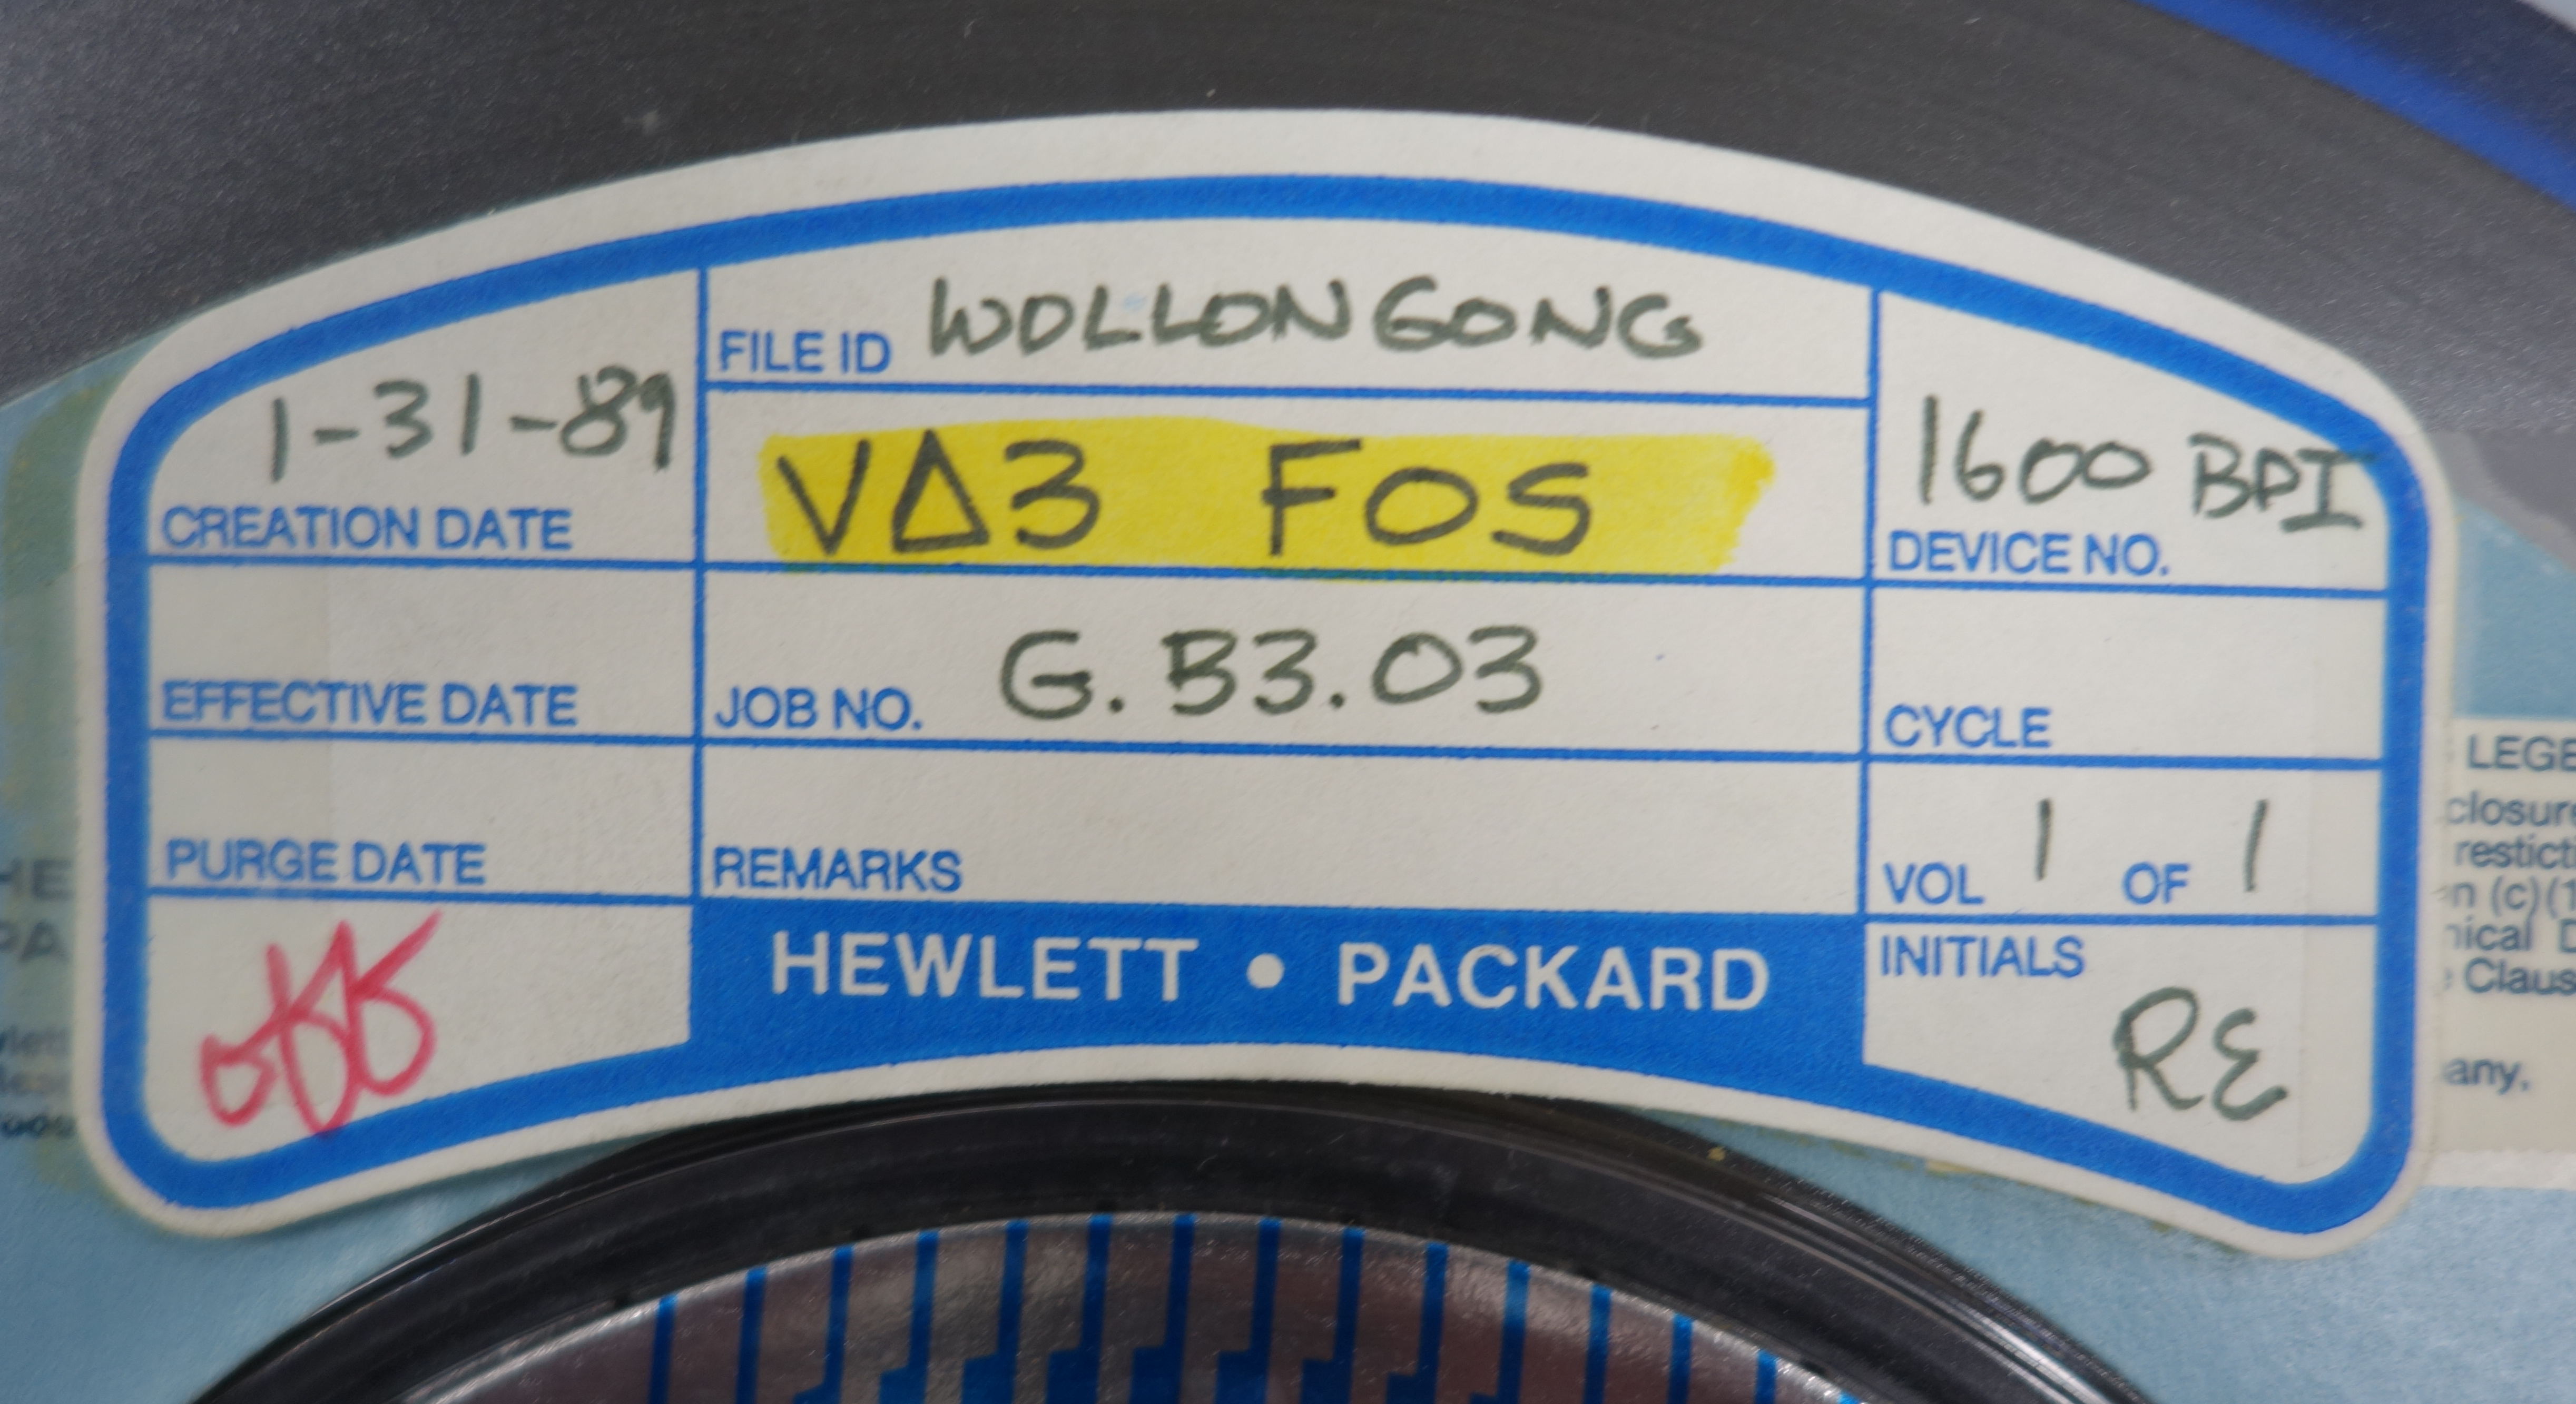 FILE ID WOLLONGONG
1-31-89
CREATION DATE
VΔ3 FOS
1600 BPI
DEVICE NO.
EFFECTIVE DATE
JOB NO. G.B3.03
CYCLE
PURGE DATE
REMARKS
VOL 1 OF 1
HEWLETT • PACKARD
INITIALS
RE
LEGE
closure
n (c)(1
nical D
Claus
any,
HE
PA